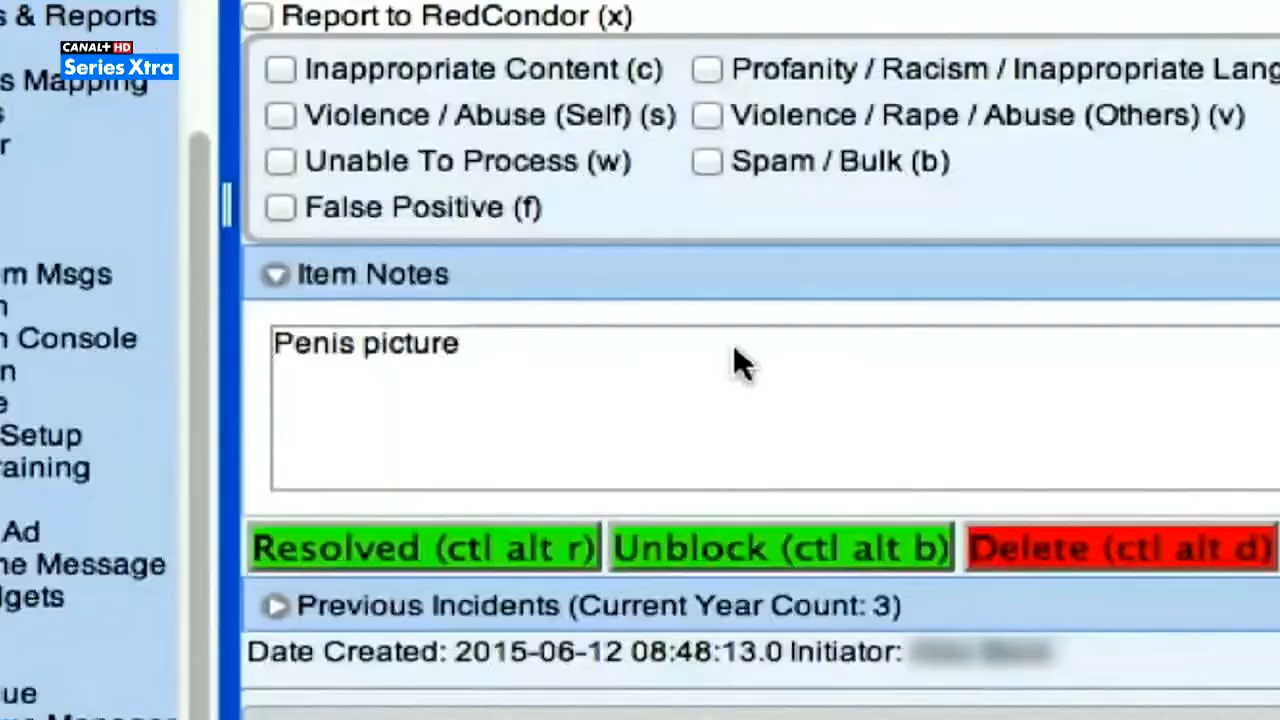 s & Reports
CANAL+ HD
Series Xtra
s Mapping
s
r
m Msgs
n
n Console
n
e
Setup
raining
Ad
ne Message
dgets
ue
Report to RedCondor (x)
Inappropriate Content (c)
Profanity / Racism / Inappropriate Lang
Violence / Abuse (Self) (s)
Violence / Rape / Abuse (Others) (v)
Unable To Process (w)
Spam / Bulk (b)
False Positive (f)
Item Notes
Penis picture
Resolved (ctl alt r)
Unblock (ctl alt b)
Delete (ctl alt d)
Previous Incidents (Current Year Count: 3)
Date Created: 2015-06-12 08:48:13.0 Initiator: